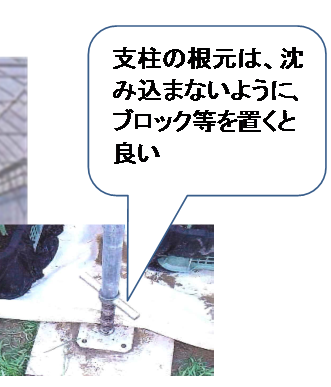 支柱の根元は、沈
み込まないように、
ブロック等を置くと
良い